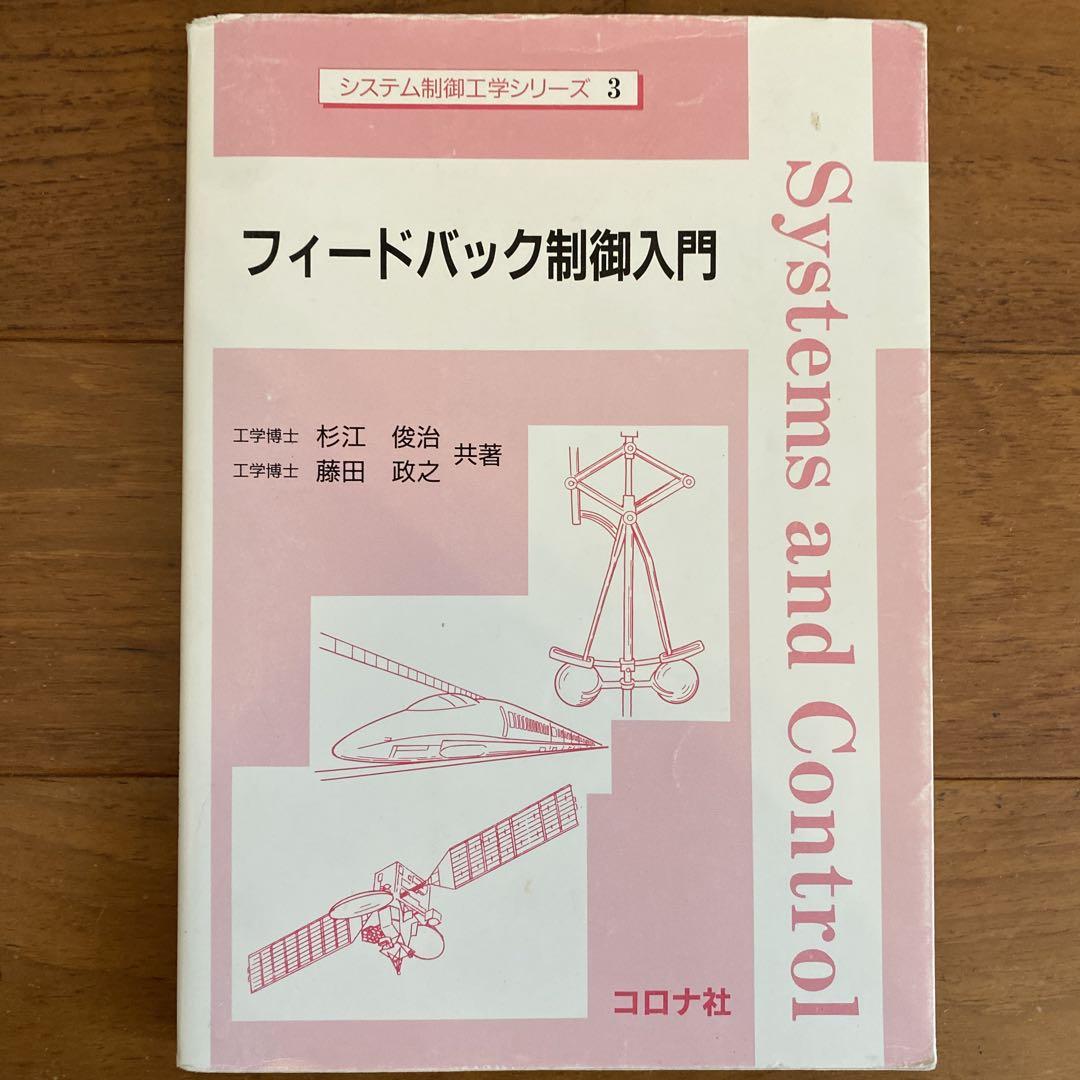 システム制御工学シリーズ 3
フィードバック制御入門
工学博士 杉江 俊治
工学博士 藤田 政之
共著
コロナ社
Systems and Control